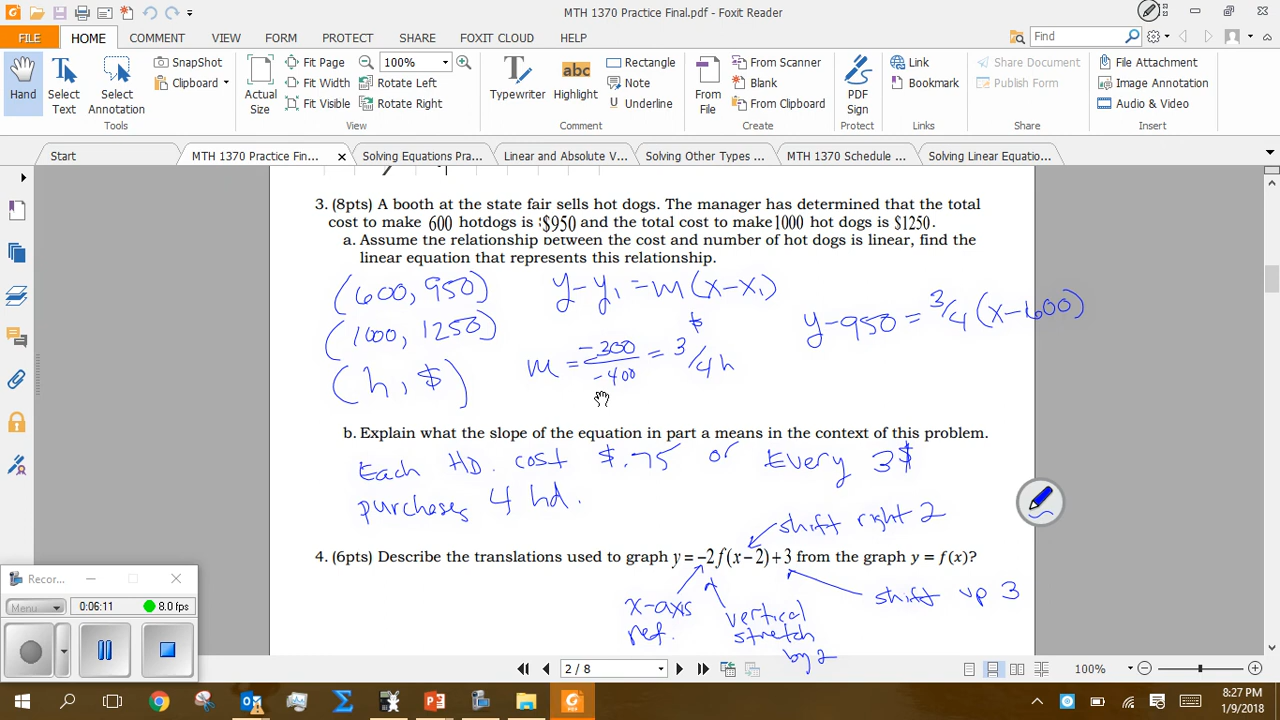 MTH 1370 Practice Final.pdf - Foxit Reader
FILE HOME COMMENT VIEW FORM PROTECT SHARE FOXIT CLOUD HELP Find
Hand Select Text Select Annotation SnapShot Clipboard
Tools
Actual Size Fit Page Fit Width Fit Visible 100% Rotate Left Rotate Right
View
Typewriter Highlight Rectangle Note Underline
Comment
From File From Scanner Blank From Clipboard
Create
PDF Sign
Protect
Link Bookmark
Links
Share Document Publish Form
Share
File Attachment Image Annotation Audio & Video
Insert
Start MTH 1370 Practice Fin... Solving Equations Pra... Linear and Absolute V... Solving Other Types ... MTH 1370 Schedule ... Solving Linear Equatio...
3. (8pts) A booth at the state fair sells hot dogs. The manager has determined that the total
cost to make 600 hotdogs is $950 and the total cost to make 1000 hot dogs is $1250.
a. Assume the relationship between the cost and number of hot dogs is linear, find the
linear equation that represents this relationship.
(600, 950) y-y₁=m(x-x₁)
(1000, 1250) y-950=3/4(x-600)
(h, $) m = -300/-400 = 3$/4h
b. Explain what the slope of the equation in part a means in the context of this problem.
Each HD. cost $.75 or Every 3$
purchases 4 hd.
shift right 2
4. (6pts) Describe the translations used to graph y = -2f(x-2)+3 from the graph y = f(x)?
shift up 3
x-axis ref.
vertical stretch by 2
Recor...
Menu 0:06:11 8.0 fps
2 / 8 100%
8:27 PM
1/9/2018